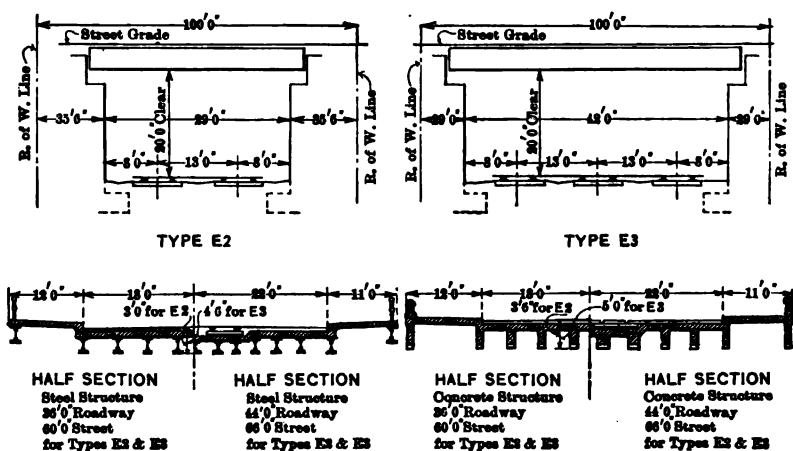 100'0"
Street Grade
R. of W. Line
35'6"
29'0"
35'6"
20'0" Clear
8'0"
13'0"
8'0"
R. of W. Line
TYPE E2
100'0"
Street Grade
R. of W. Line
29'0"
42'0"
29'0"
20'0" Clear
8'0"
13'0"
13'0"
8'0"
R. of W. Line
TYPE E3
12'0"
18'0"
22'0"
11'0"
3'0" for E2
4'6" for E3
HALF SECTION
Steel Structure
36'0" Roadway
60'0" Street
for Types E2 & E3
HALF SECTION
Steel Structure
44'0" Roadway
66'0" Street
for Types E2 & E3
12'0"
18'0"
22'0"
11'0"
3'6" for E2
5'0" for E3
HALF SECTION
Concrete Structure
36'0" Roadway
60'0" Street
for Types E2 & E3
HALF SECTION
Concrete Structure
44'0" Roadway
66'0" Street
for Types E2 & E3